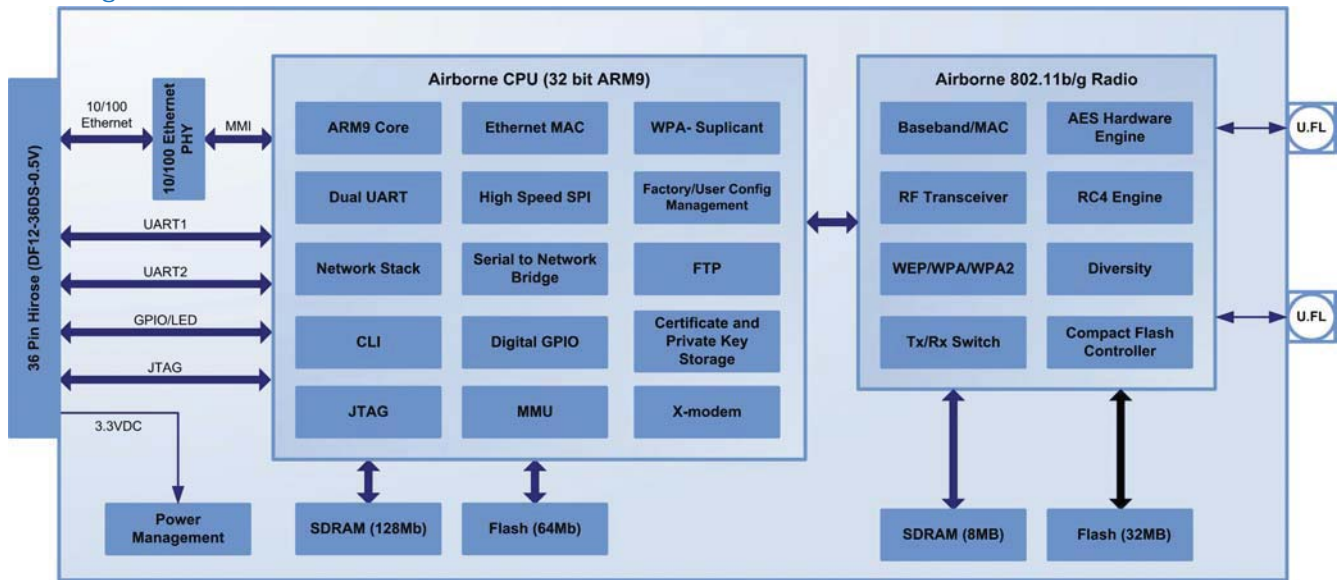 Airborne CPU (32 bit ARM9)
Airborne 802.11b/g Radio
36 Pin Hirose (DF12-36DS-0.5V)
10/100
Ethernet
10/100 Ethernet
PHY
MMI
UART1
UART2
GPIO/LED
JTAG
3.3VDC
Power
Management
ARM9 Core
Ethernet MAC
WPA- Suplicant
Dual UART
High Speed SPI
Factory/User Config
Management
Network Stack
Serial to Network
Bridge
FTP
CLI
Digital GPIO
Certificate and
Private Key
Storage
JTAG
MMU
X-modem
SDRAM (128Mb)
Flash (64Mb)
Baseband/MAC
AES Hardware
Engine
RF Transceiver
RC4 Engine
WEP/WPA/WPA2
Diversity
Tx/Rx Switch
Compact Flash
Controller
SDRAM (8MB)
Flash (32MB)
U.FL
U.FL